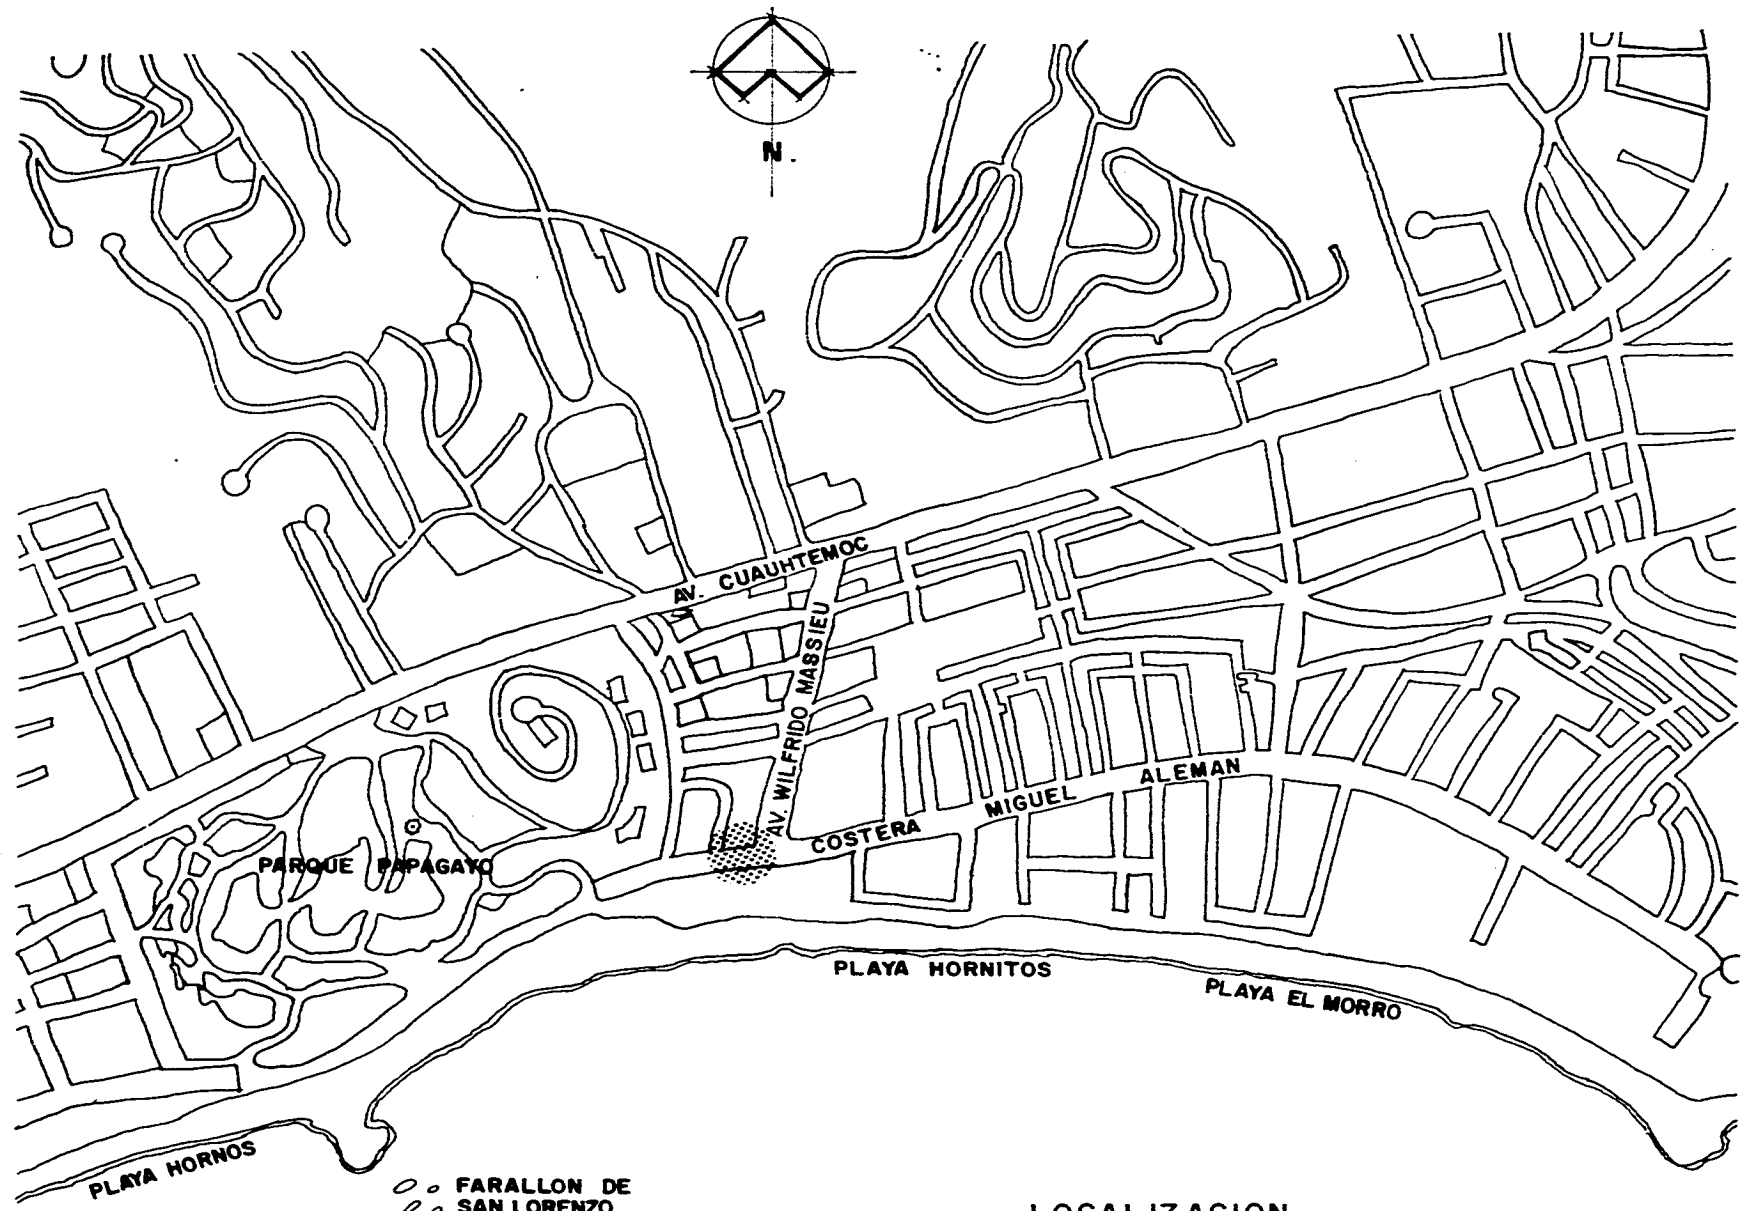 N
AV. CUAUHTEMOC
AV. WILFRIDO MASSIEU
COSTERA MIGUEL ALEMAN
PARQUE PAPAGAYO
PLAYA HORNITOS
PLAYA EL MORRO
PLAYA HORNOS
FARALLON DE
SAN LORENZO
LOCALIZACION